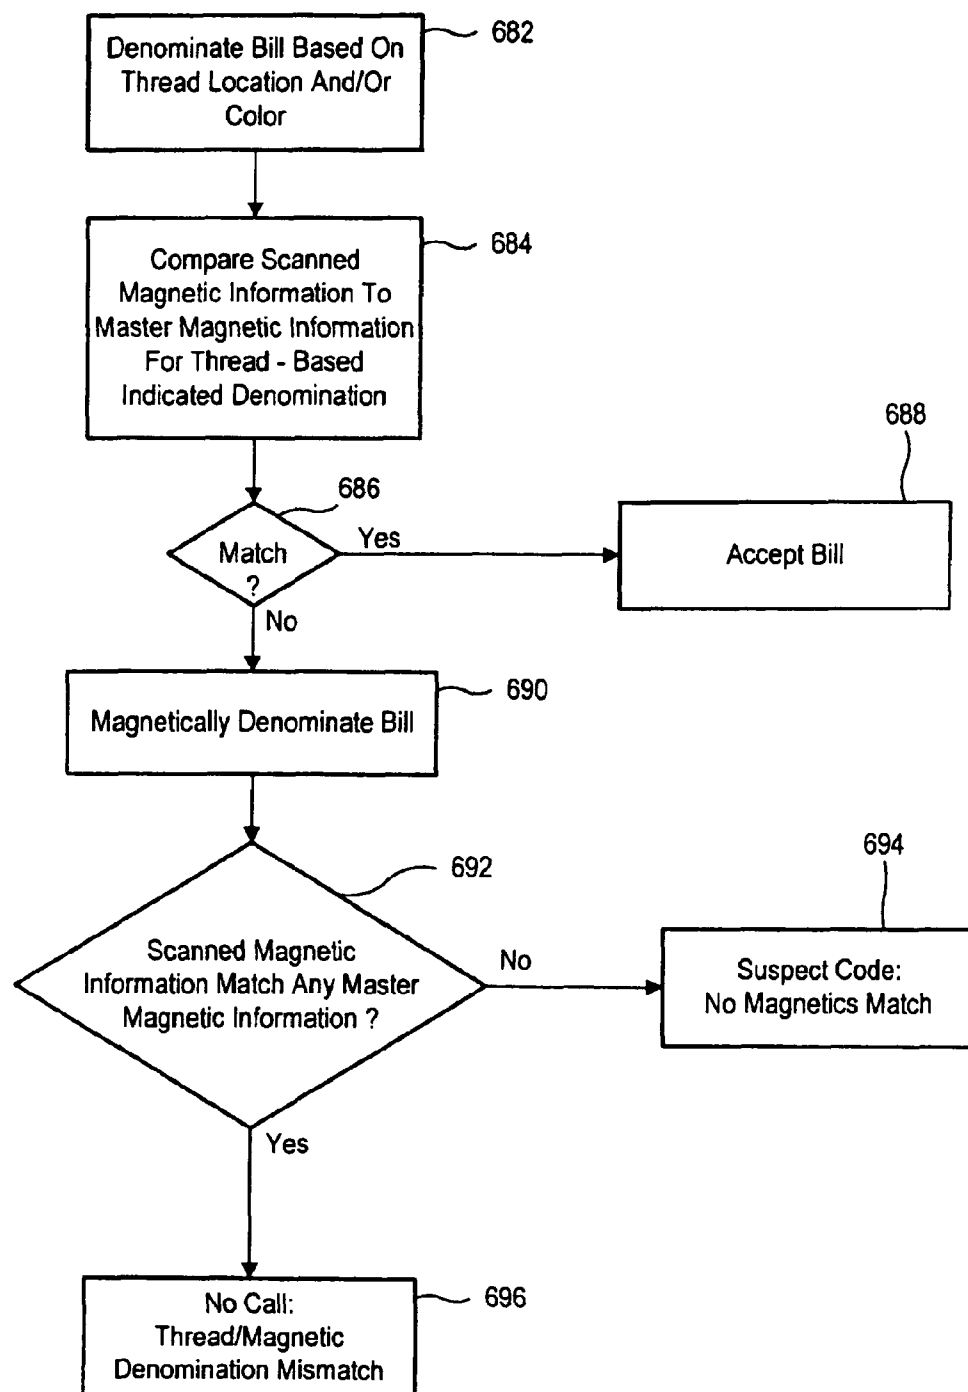 682
Denominate Bill Based On
Thread Location And/Or
Color
684
Compare Scanned
Magnetic Information To
Master Magnetic Information
For Thread - Based
Indicated Denomination
688
686
Match
?
Yes
Accept Bill
No
690
Magnetically Denominate Bill
694
692
Scanned Magnetic
Information Match Any Master
Magnetic Information ?
No
Suspect Code:
No Magnetics Match
Yes
696
No Call:
Thread/Magnetic
Denomination Mismatch